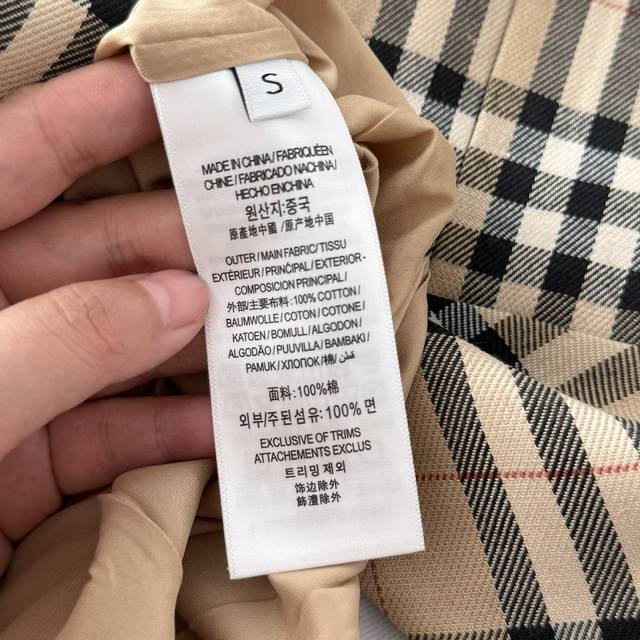 S
MADE IN CHINA / FABRIQUÉEN
CHINE / FABRICADO NACHINA /
HECHO ENCHINA
원산지:중국
原產地中國 / 原产地中国
OUTER / MAIN FABRIC / TISSU
EXTÉRIEUR / PRINCIPAL / EXTERIOR-
COMPOSICION PRINCIPAL /
外部/主要布料: 100% COTTON /
BAUMWOLLE / COTON / COTONE /
KATOEN / BOMULL / ALGODON /
ALGODÃO / PUUVILLA / BAMBAKI /
PAMUK / ХЛОПОК / 棉 / قطن /
面料:100%棉
외부/주된섬유: 100% 면
EXCLUSIVE OF TRIMS
ATTACHEMENTS EXCLUS
트리밍 제외
饰边除外
飾澧除外